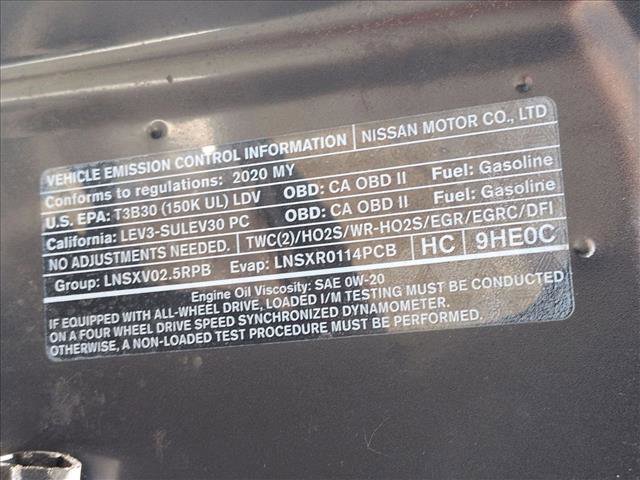 VEHICLE EMISSION CONTROL INFORMATION NISSAN MOTOR CO., LTD
Conforms to regulations: 2020 MY
U.S. EPA: T3B30 (150K UL) LDV OBD: CA OBD II Fuel: Gasoline
California: LEV3-SULEV30 PC OBD: CA OBD II Fuel: Gasoline
NO ADJUSTMENTS NEEDED. TWC(2)/HO2S/WR-HO2S/EGR/EGRC/DFI
Group: LNSXV02.5RPB Evap: LNSXR0114PCB HC 9HE0C
Engine Oil Viscosity: SAE 0W-20
IF EQUIPPED WITH ALL-WHEEL DRIVE, LOADED I/M TESTING MUST BE CONDUCTED
ON A FOUR WHEEL DRIVE SPEED SYNCHRONIZED DYNAMOMETER.
OTHERWISE, A NON-LOADED TEST PROCEDURE MUST BE PERFORMED.